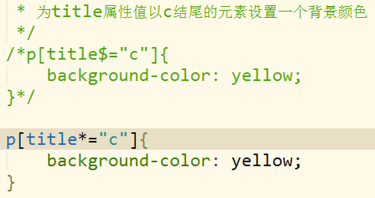 * 为title属性值以c结尾的元素设置一个背景颜色
*/
/*p[title$="c"]{
background-color: yellow;
}*/
p[title*="c"]{
background-color: yellow;
}